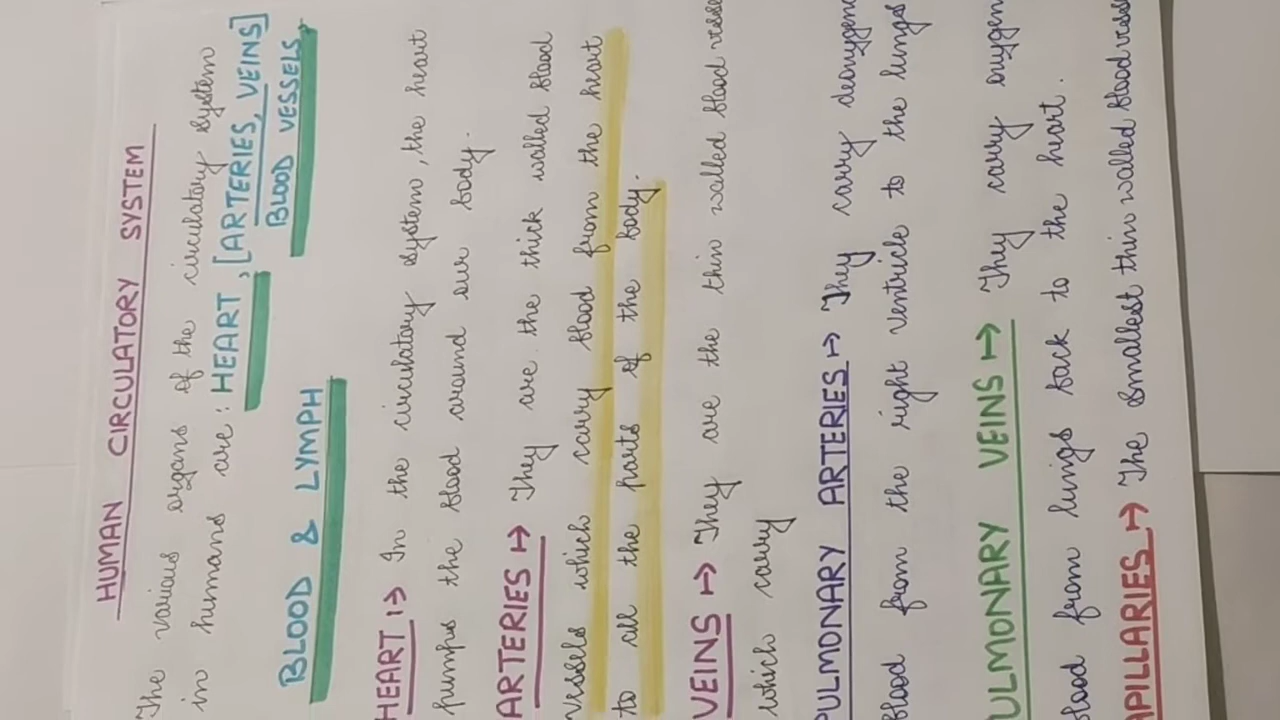 HUMAN CIRCULATORY SYSTEM
The various organs of the circulatory system
in humans are : HEART , [ARTERIES, VEINS]
BLOOD VESSELS,
BLOOD & LYMPH
HEART :→ In the circulatory system, the heart
pumps the blood around our body.
ARTERIES ↦ They are the thick walled blood
vessels which carry blood from the heart
to all the parts of the body.
VEINS ↦ They are the thin walled blood vesse
which carry
PULMONARY ARTERIES ↦ They carry deoxygen
blood from the right ventricle to the lungs
ULMONARY VEINS ↦ They carry oxygen
blood from lungs back to the heart.
APILLARIES ↦ The smallest thin walled blood vesse